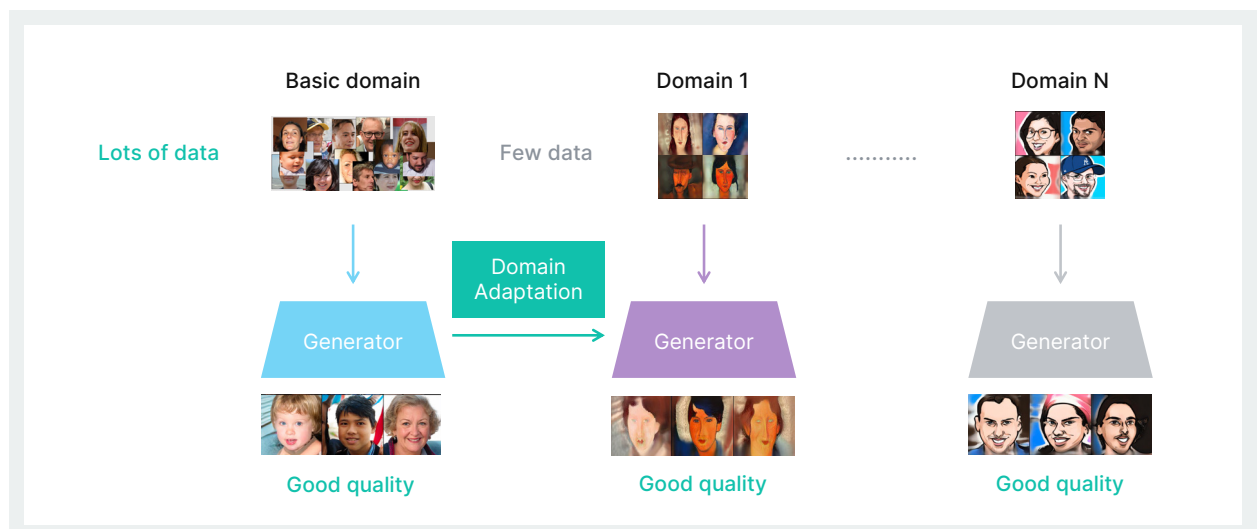 Basic domain
Domain 1
Domain N
Lots of data
Few data
...........
Domain
Adaptation
Generator
Generator
Generator
Good quality
Good quality
Good quality